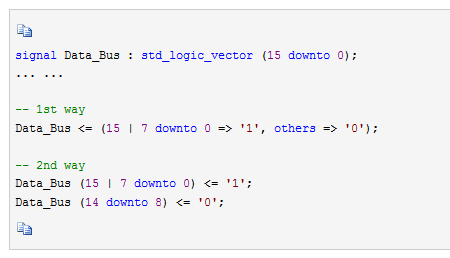 signal Data_Bus : std_logic_vector (15 downto 0);
... ...
-- 1st way
Data_Bus <= (15 | 7 downto 0 => '1', others => '0');
-- 2nd way
Data_Bus (15 | 7 downto 0) <= '1';
Data_Bus (14 downto 8) <= '0';